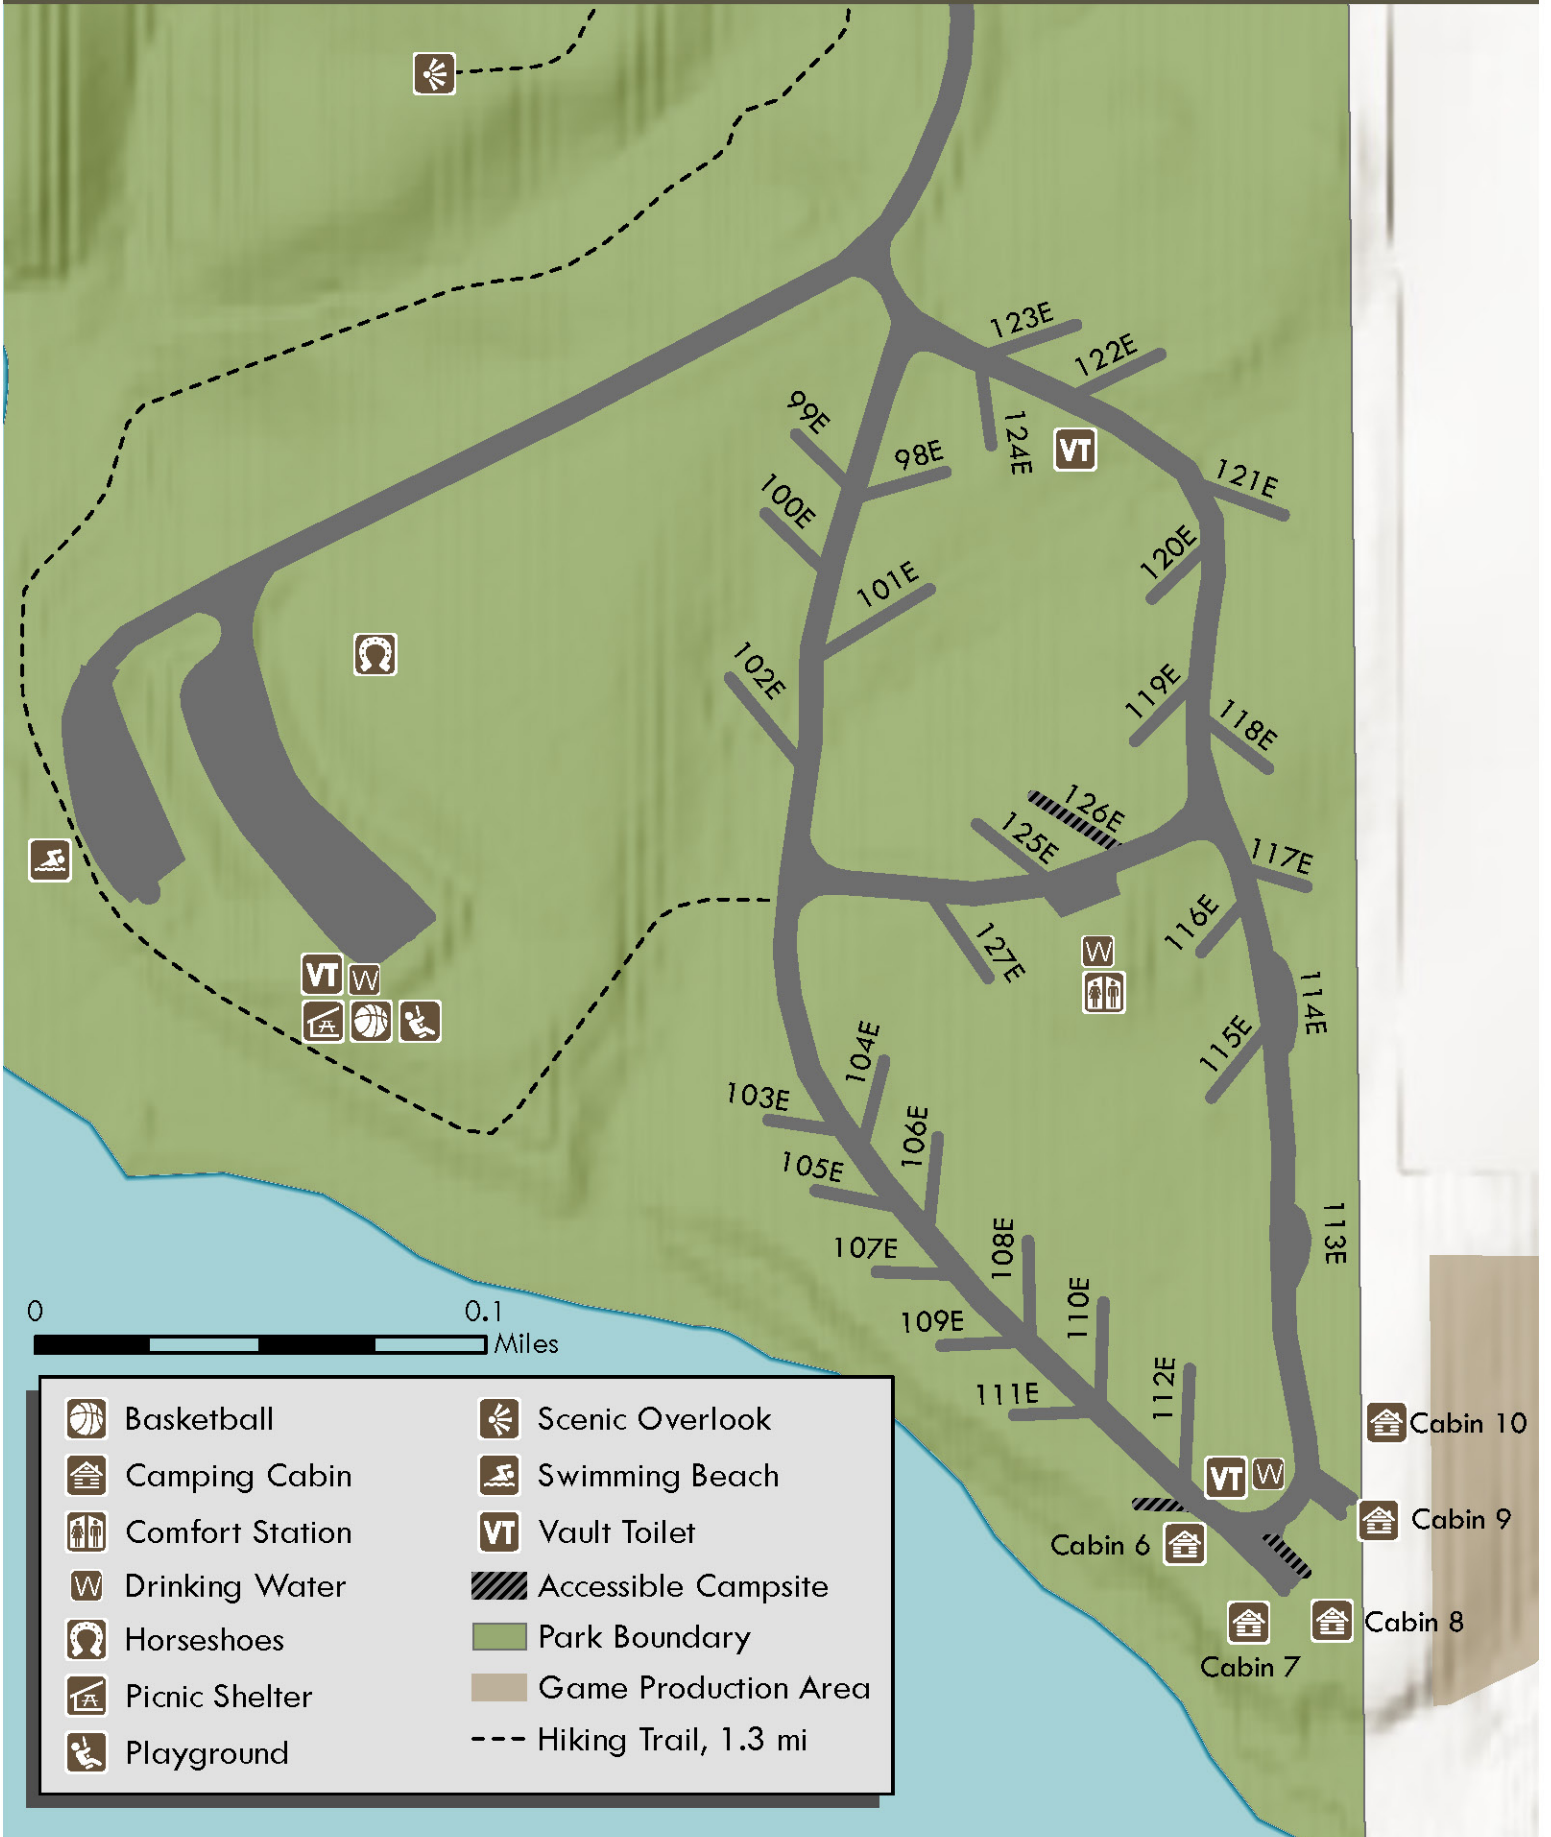 123E
122E
99E
98E
124E
VT
121E
100E
120E
101E
102E
119E
118E
126E
125E
117E
116E
127E
W
VT
W
114E
115E
104E
103E
106E
105E
113E
107E
108E
109E
110E
111E
112E
0 0.1
Miles
VT
W
Cabin 10
Cabin 9
Cabin 6
Cabin 8
Cabin 7
Basketball
Camping Cabin
Comfort Station
W Drinking Water
Horseshoes
Picnic Shelter
Playground
Scenic Overlook
Swimming Beach
VT Vault Toilet
Accessible Campsite
Park Boundary
Game Production Area
Hiking Trail, 1.3 mi